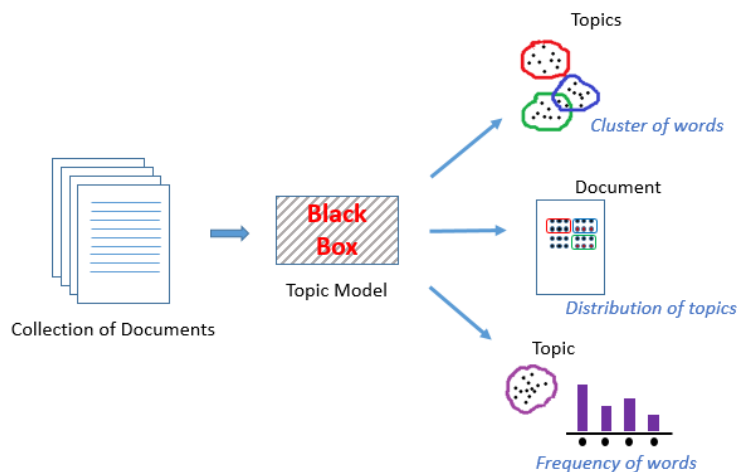 Topics
Cluster of words
Document
Black
Box
Topic Model
Collection of Documents
Distribution of topics
Topic
Frequency of words